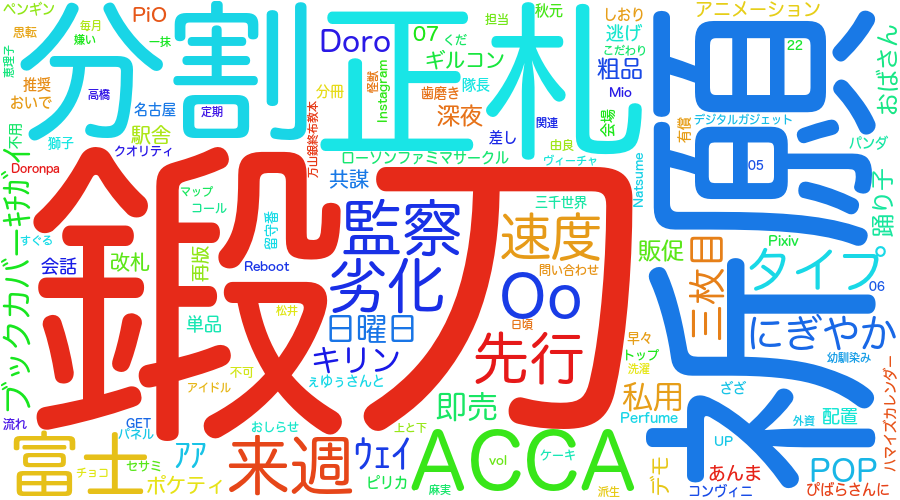 ペンギン
PiO
思転
毎月
嫌い
一抹
恵理子
推奨
おいで
高橋
不用
獅子
名古屋
クオリティ
駅舎
定期
分割
正札
Doro
07
くだ
担当
秋元
しおり
逃げ
こだわり
ギルコン
隊長
粗品
Mio
分冊
怪獣
Instagram
歯磨き
深夜
差し
関連
会場
万山銀終布教本
ローソンファミマサークル
由良
ヴィーチャ
アニメーション
22
おばさん
有償
デジタルガジェット
パンダ
05
願
祈
Doronpa
ブックカバーキチガイ
すぐる
会話
改札
マップ
コール
留守番
再版
Reboot
単品
松井
不可
アイドル
流れ
GET
パネル
おしらせ
鍛刀
共謀
監察
劣化
日曜日
キリン
ぇゆぅさんと
三千世界
速度
問い合わせ
Oo
日頃
先行
即売
上と下
Natsume
販促
三枚目
Pixiv
踊り子
タイプ
06
にぎやか
幼馴染み
早々
トップ
洗濯
私用
Perfume
ざざ
外資
配置
ハマイズカレンダー
UP
デモ
あんま
コンヴィニ
POP
ぴばらさんに
富士
チョコ
セサミ
アア
ポケティ
来週
ウェイ
ピリカ
麻実
ACCA
vol
ケーキ
派生